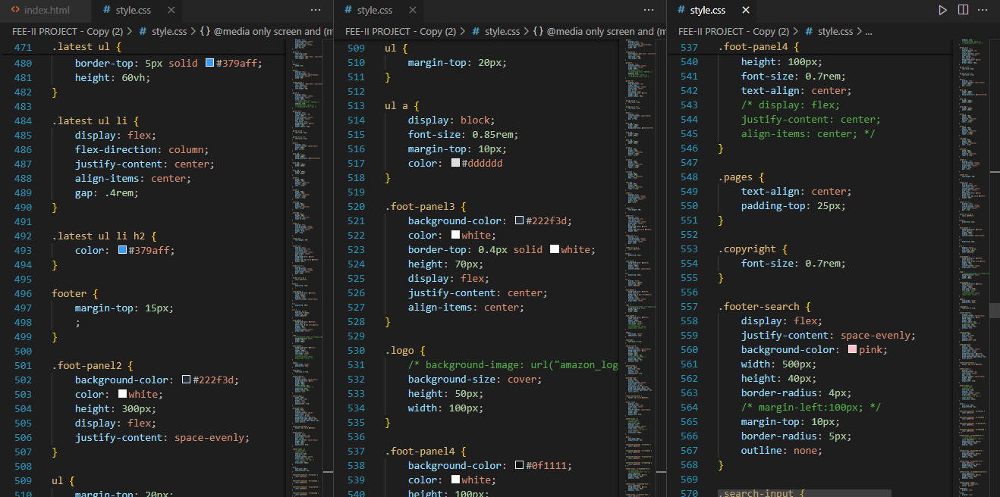 index.html
style.css
FEE-II PROJECT - Copy (2) > # style.css > {} @media only screen and (m
471 .latest ul {
480 border-top: 5px solid #379aff;
481 height: 60vh;
482 }
483
484 .latest ul li {
485 display: flex;
486 flex-direction: column;
487 justify-content: center;
488 align-items: center;
489 gap: .4rem;
490 }
491
492 .latest ul li h2 {
493 color: #379aff;
494 }
495
496 footer {
497 margin-top: 15px;
498 ;
499 }
500
501 .foot-panel2 {
502 background-color: #222f3d;
503 color: white;
504 height: 300px;
505 display: flex;
506 justify-content: space-evenly;
507 }
508
509 ul {
510 margin-top: 20px;
# style.css
FEE-II PROJECT - Copy (2) > # style.css > {} @media only screen and (m
509 ul {
510 margin-top: 20px;
511 }
512
513 ul a {
514 display: block;
515 font-size: 0.85rem;
516 margin-top: 10px;
517 color: #dddddd
518 }
519
520 .foot-panel3 {
521 background-color: #222f3d;
522 color: white;
523 border-top: 0.4px solid white;
524 height: 70px;
525 display: flex;
526 justify-content: center;
527 align-items: center;
528 }
529
530 .logo {
531 /* background-image: url("amazon_log
532 background-size: cover;
533 height: 50px;
534 width: 100px;
535 }
536
537 .foot-panel4 {
538 background-color: #0f1111;
539 color: white;
540 height: 100px;
# style.css
FEE-II PROJECT - Copy (2) > # style.css > ...
537 .foot-panel4 {
540 height: 100px;
541 font-size: 0.7rem;
542 text-align: center;
543 /* display: flex;
544 justify-content: center;
545 align-items: center; */
546 }
547
548 .pages {
549 text-align: center;
550 padding-top: 25px;
551 }
552
553 .copyright {
554 font-size: 0.7rem;
555 }
556
557 .footer-search {
558 display: flex;
559 justify-content: space-evenly;
560 background-color: pink;
561 width: 500px;
562 height: 40px;
563 border-radius: 4px;
564 /* margin-left:100px; */
565 margin-top: 10px;
566 border-radius: 5px;
567 outline: none;
568 }
569
570 .search-input {